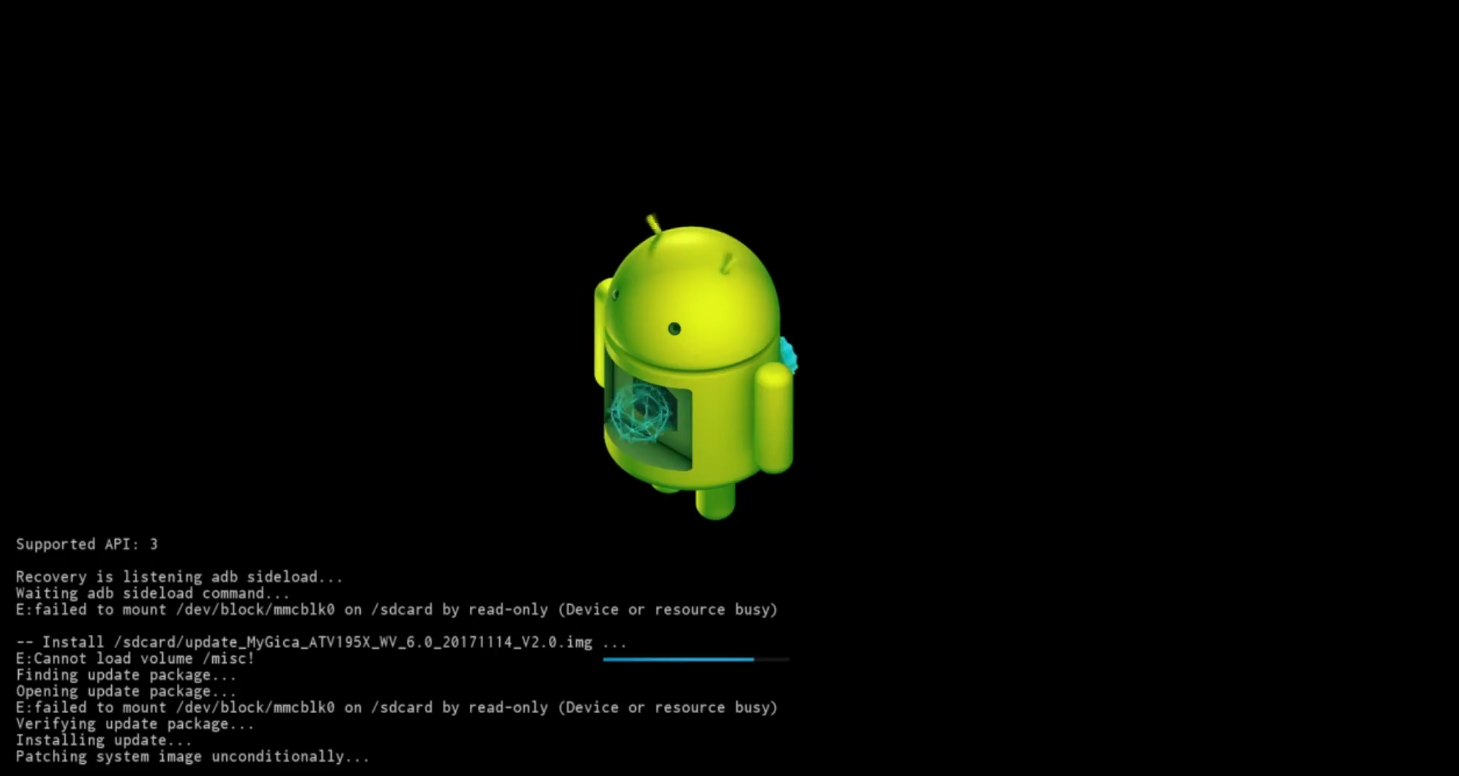 Supported API: 3
Recovery is listening adb sideload...
Waiting adb sideload command...
E:failed to mount /dev/block/mmcblk0 on /sdcard by read-only (Device or resource busy)
-- Install /sdcard/update_MyGica_ATV195X_WV_6.0_20171114_V2.0.img ...
E:Cannot load volume /misc!
Finding update package...
Opening update package...
E:failed to mount /dev/block/mmcblk0 on /sdcard by read-only (Device or resource busy)
Verifying update package...
Installing update...
Patching system image unconditionally...